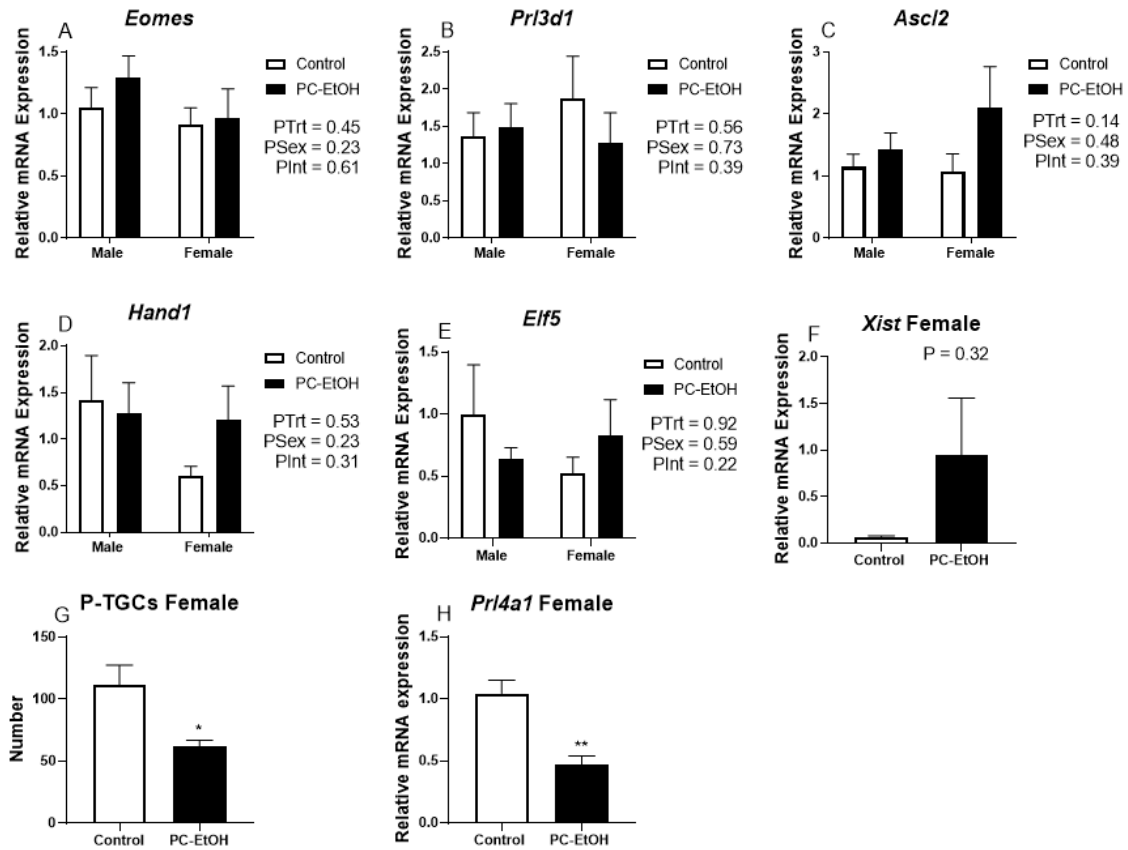 A
Eomes
Relative mRNA Expression
1.5
1.0
0.5
0.0
Male
Female
Control
PC-EtOH
PTrt = 0.45
PSex = 0.23
PInt = 0.61
B
Prl3d1
Relative mRNA Expression
2.5
2.0
1.5
1.0
0.5
0.0
Male
Female
Control
PC-EtOH
PTrt = 0.56
PSex = 0.73
PInt = 0.39
C
Ascl2
Relative mRNA Expression
3
2
1
0
Male
Female
Control
PC-EtOH
PTrt = 0.14
PSex = 0.48
PInt = 0.39
D
Hand1
Relative mRNA Expression
2.0
1.5
1.0
0.5
0.0
Male
Female
Control
PC-EtOH
PTrt = 0.53
PSex = 0.23
PInt = 0.31
E
Elf5
Relative mRNA Expression
1.5
1.0
0.5
0.0
Male
Female
Control
PC-EtOH
PTrt = 0.92
PSex = 0.59
PInt = 0.22
F
Xist Female
P = 0.32
Relative mRNA Expression
2.0
1.5
1.0
0.5
0.0
Control
PC-EtOH
G
P-TGCs Female
Number
150
100
50
0
*
Control
PC-EtOH
H
Prl4a1 Female
Relative mRNA expression
1.5
1.0
0.5
0.0
**
Control
PC-EtOH